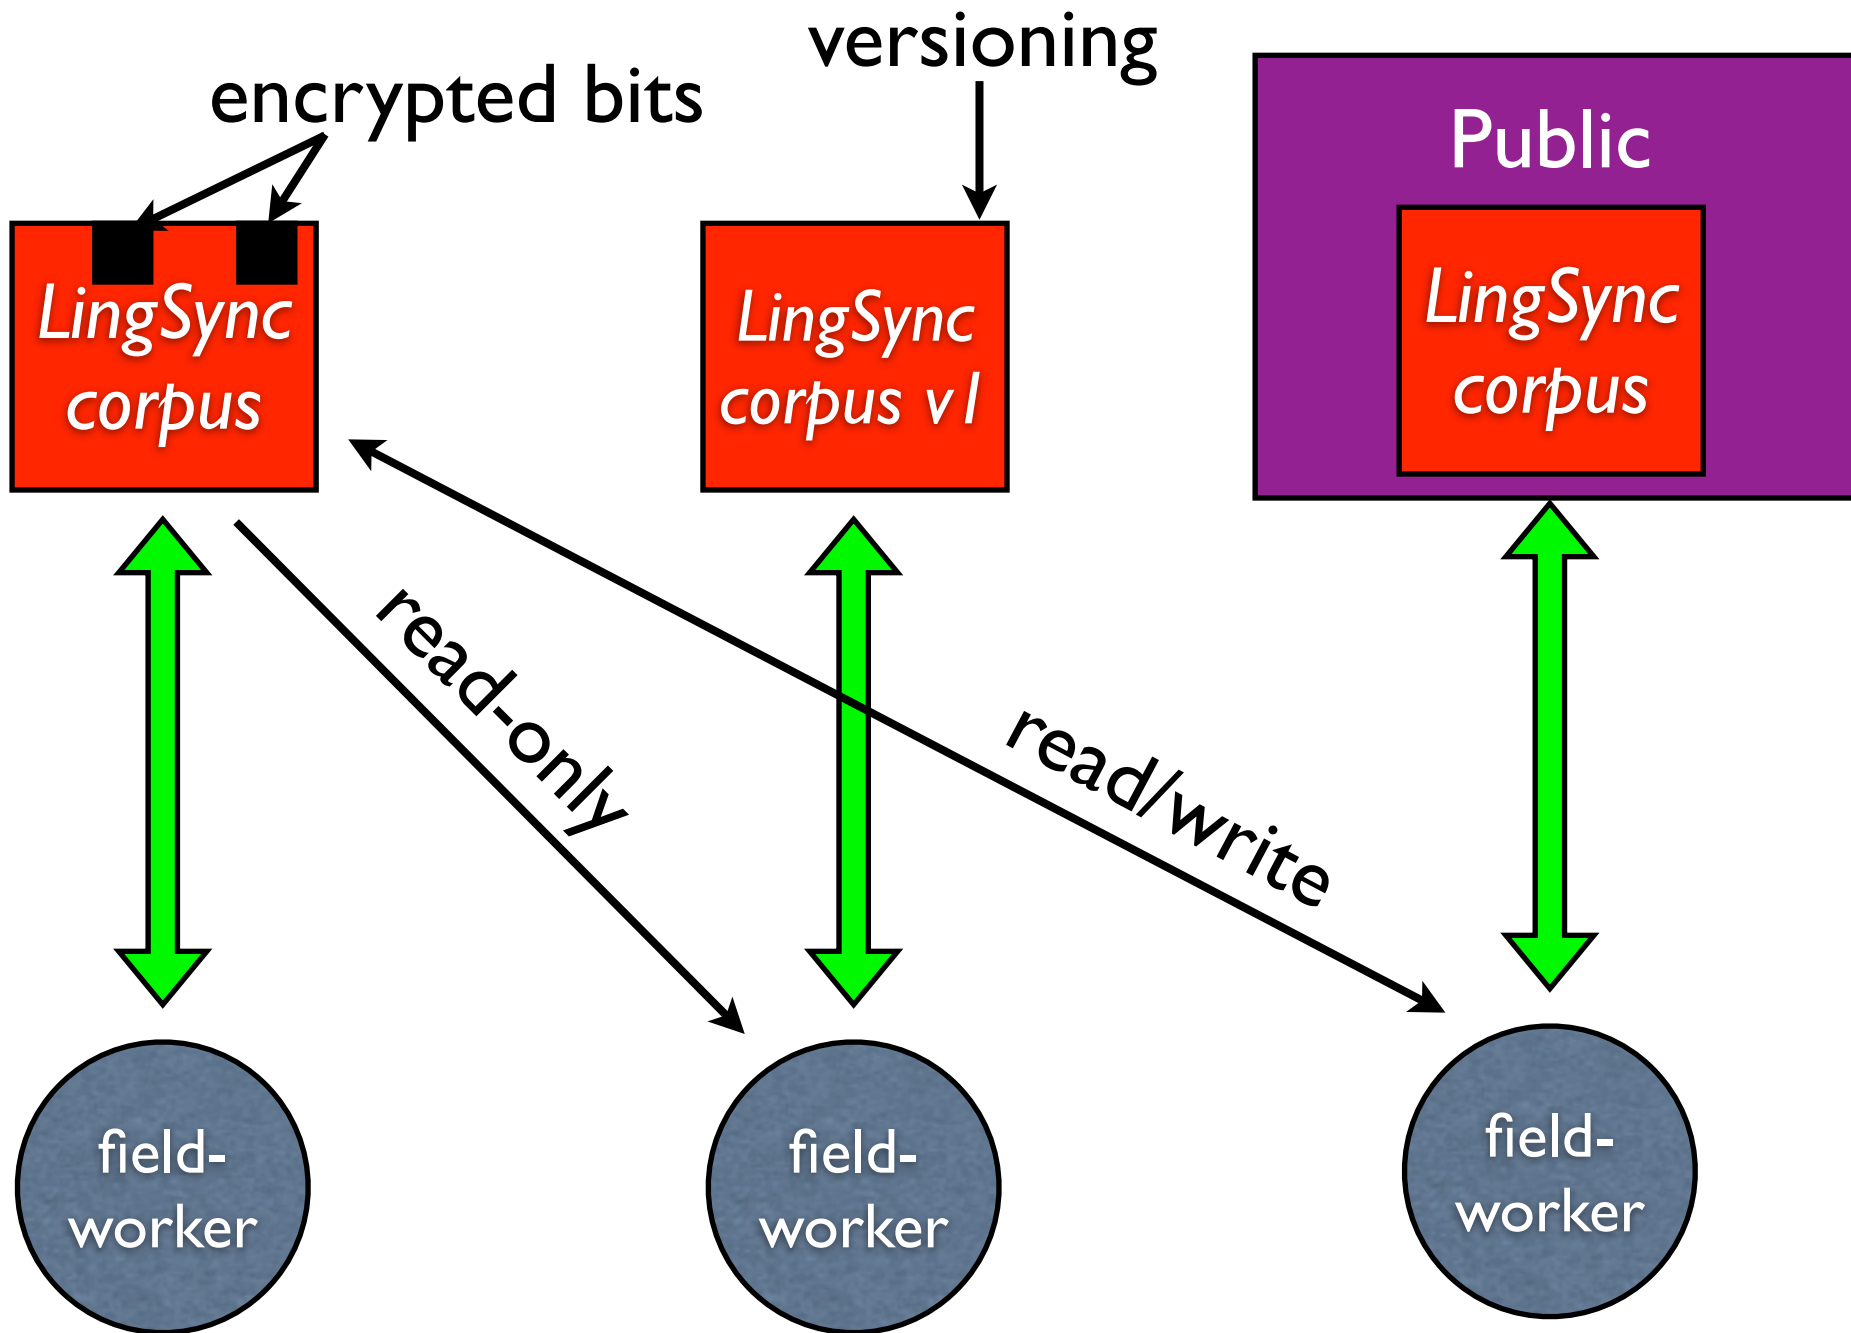 versioning
encrypted bits
Public
LingSync
corpus
LingSync
corpus v1
LingSync
corpus
read-only
read/write
field-
worker
field-
worker
field-
worker